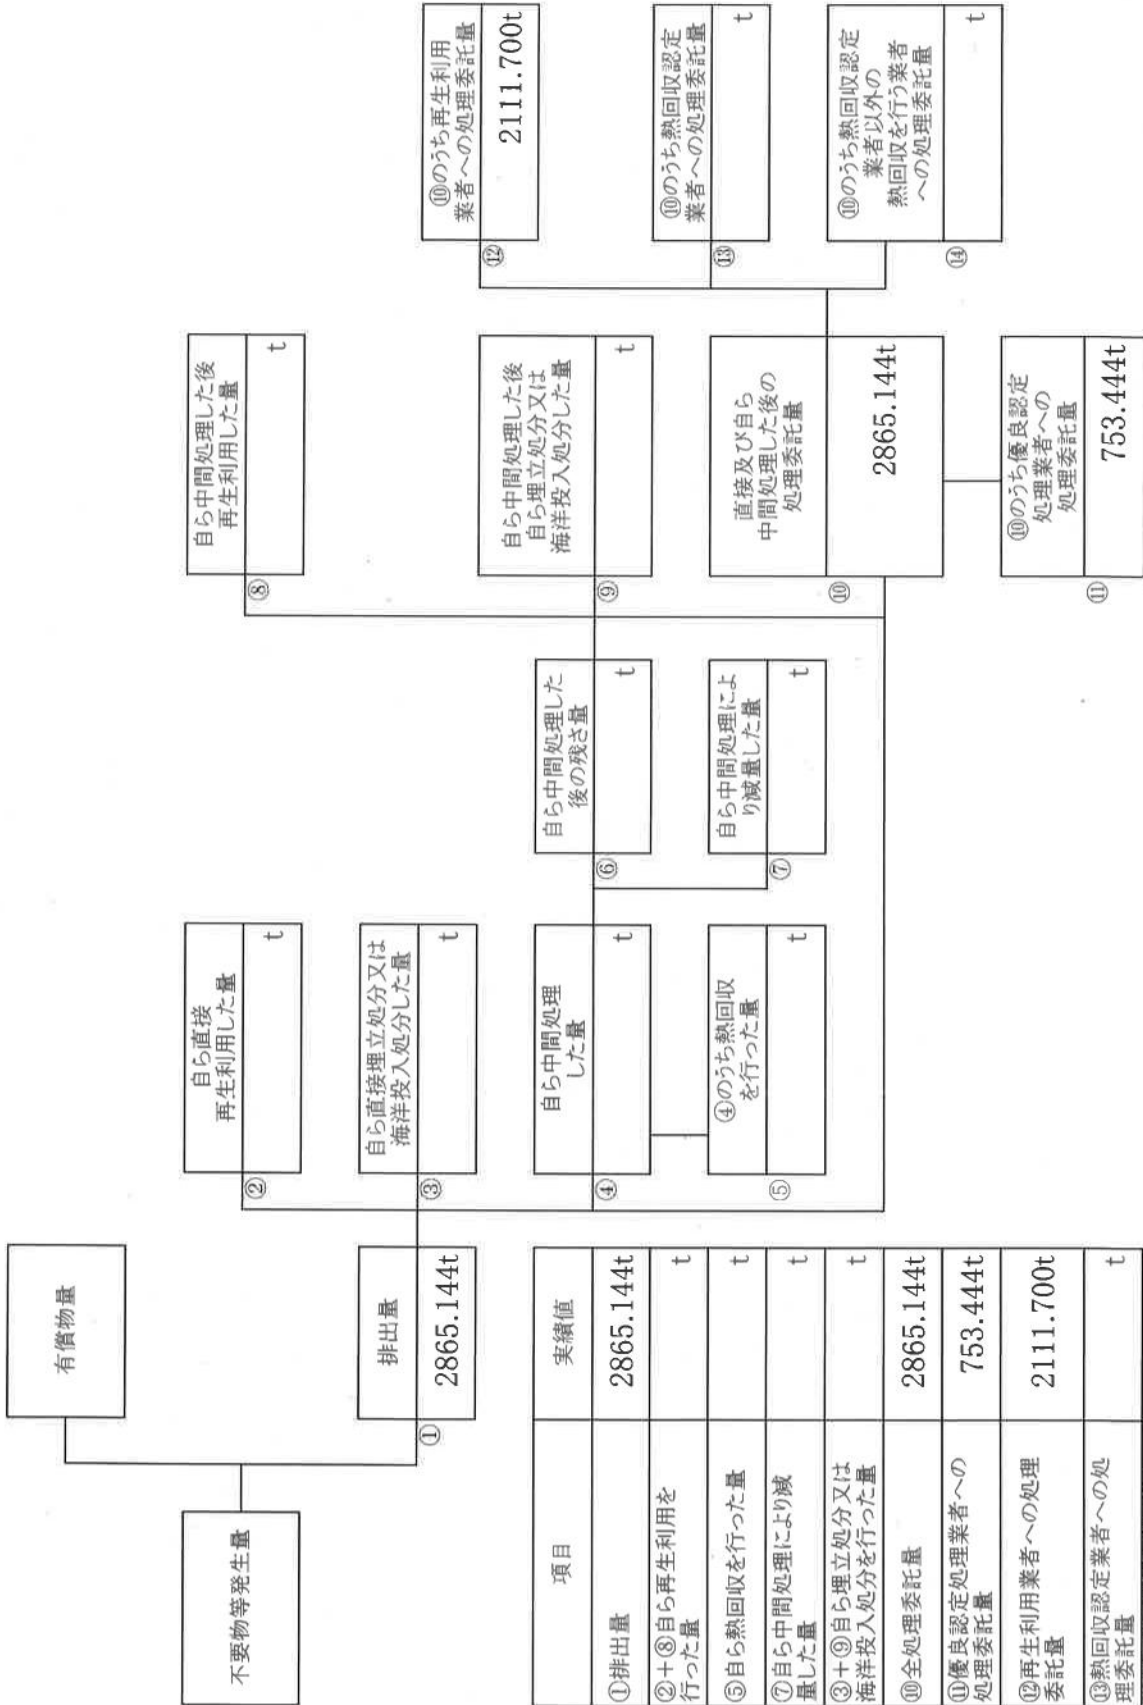 有償物量
不要物等発生量
排出量
①
2865.144t
自ら直接
再生利用した量
②
t
自ら直接埋立処分又は
海洋投入処分した量
③
t
自ら中間処理
した量
④
t
④のうち熱回収
を行った量
⑤
t
自ら中間処理した
後の残さ量
⑥
t
自ら中間処理によ
り減量した量
⑦
t
自ら中間処理した後
再生利用した量
⑧
t
自ら中間処理した後
自ら埋立処分又は
海洋投入処分した量
⑨
t
直接及び自ら
中間処理した後の
処理委託量
⑩
2865.144t
⑩のうち優良認定
処理業者への
処理委託量
⑪
753.444t
⑩のうち再生利用
業者への処理委託量
⑫
2111.700t
⑩のうち熱回収認定
業者への処理委託量
⑬
t
⑩のうち熱回収認定
業者以外の
熱回収を行う業者
への処理委託量
⑭
t
項目 実績値
①排出量 2865.144t
②+⑧自ら再生利用を
行った量 t
⑤自ら熱回収を行った量 t
⑦自ら中間処理により減
量した量 t
③+⑨自ら埋立処分又は
海洋投入処分を行った量 t
⑩全処理委託量 2865.144t
⑪優良認定処理業者への
処理委託量 753.444t
⑫再生利用業者への処理
委託量 2111.700t
⑬熱回収認定業者への処
理委託量 t